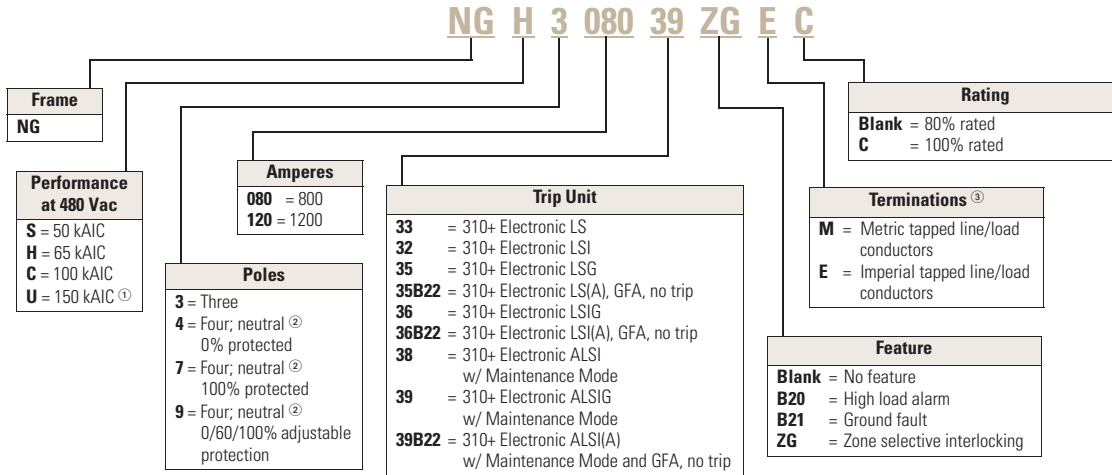 NG H 3 080 39 ZG E C
Frame
NG
Performance
at 480 Vac
S = 50 kAIC
H = 65 kAIC
C = 100 kAIC
U = 150 kAIC ①
Poles
3 = Three
4 = Four; neutral ②
0% protected
7 = Four; neutral ②
100% protected
9 = Four; neutral ②
0/60/100% adjustable
protection
Amperes
080 = 800
120 = 1200
Trip Unit
33 = 310+ Electronic LS
32 = 310+ Electronic LSI
35 = 310+ Electronic LSG
35B22 = 310+ Electronic LS(A), GFA, no trip
36 = 310+ Electronic LSIG
36B22 = 310+ Electronic LSI(A), GFA, no trip
38 = 310+ Electronic ALSI
w/ Maintenance Mode
39 = 310+ Electronic ALSIG
w/ Maintenance Mode
39B22 = 310+ Electronic ALSI(A)
w/ Maintenance Mode and GFA, no trip
Feature
Blank = No feature
B20 = High load alarm
B21 = Ground fault
ZG = Zone selective interlocking
Terminations ③
M = Metric tapped line/load
conductors
E = Imperial tapped line/load
conductors
Rating
Blank = 80% rated
C = 100% rated